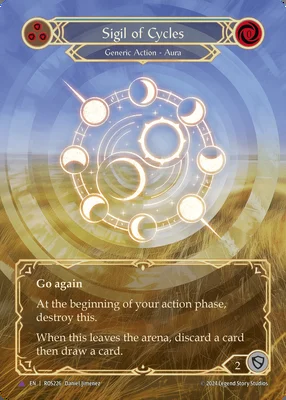 Sigil of Cycles
Generic Action - Aura
Go again
At the beginning of your action phase,
destroy this.
When this leaves the arena, discard a card
then draw a card.
2
EN | ROS226 Daniel Jimenez
© 2024 Legend Story Studios